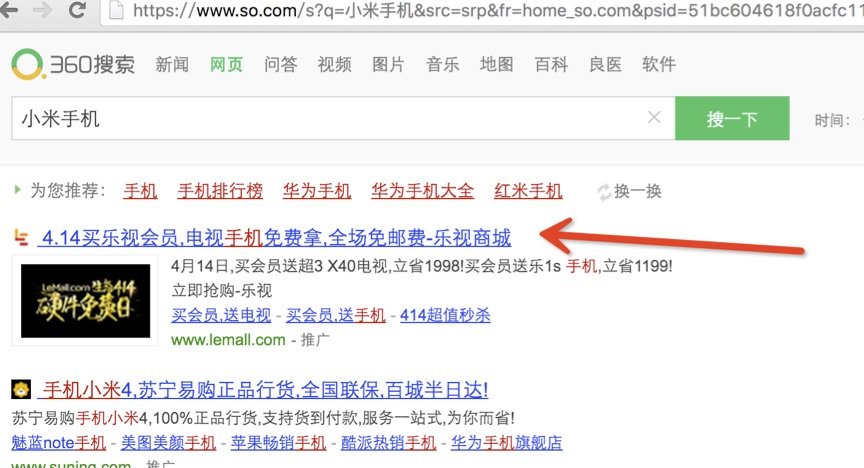 https://www.so.com/s?q=小米手机&src=srp&fr=home_so.com&psid=51bc604618f0acfc11
360搜索 新闻 网页 问答 视频 图片 音乐 地图 百科 良医 软件
小米手机 搜一下 时间:
为您推荐: 手机 手机排行榜 华为手机 华为手机大全 红米手机 换一换
4.14买乐视会员,电视手机免费拿,全场免邮费-乐视商城
4月14日,买会员送超3 X40电视,立省1998!买会员送乐1s 手机,立省1199!
立即抢购-乐视
LeMall.com 生态414
硬件免费日
买会员,送电视 - 买会员,送手机 - 414超值秒杀
www.lemall.com - 推广
手机小米4,苏宁易购正品行货,全国联保,百城半日达!
苏宁易购手机小米4,100%正品行货,支持货到付款,服务一站式,为你而省!
魅蓝note手机 - 美图美颜手机 - 苹果畅销手机 - 酷派热销手机 - 华为手机旗舰店
www.suning.com - 推广